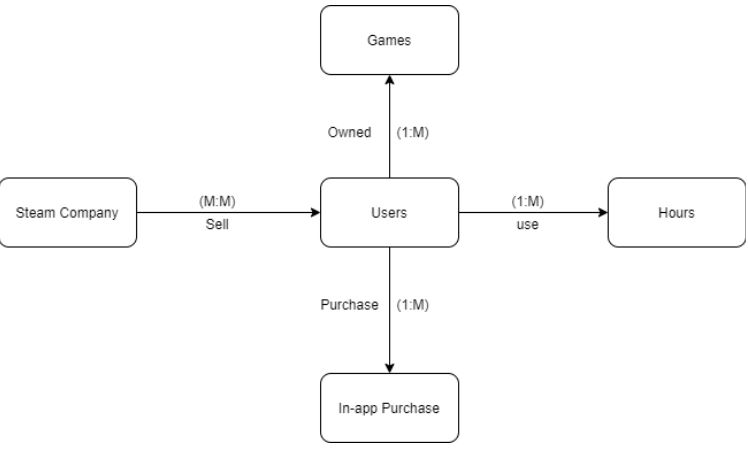 Games
Owned (1:M)
(M:M)
(1:M)
Steam Company
Users
Hours
Sell
use
Purchase (1:M)
In-app Purchase